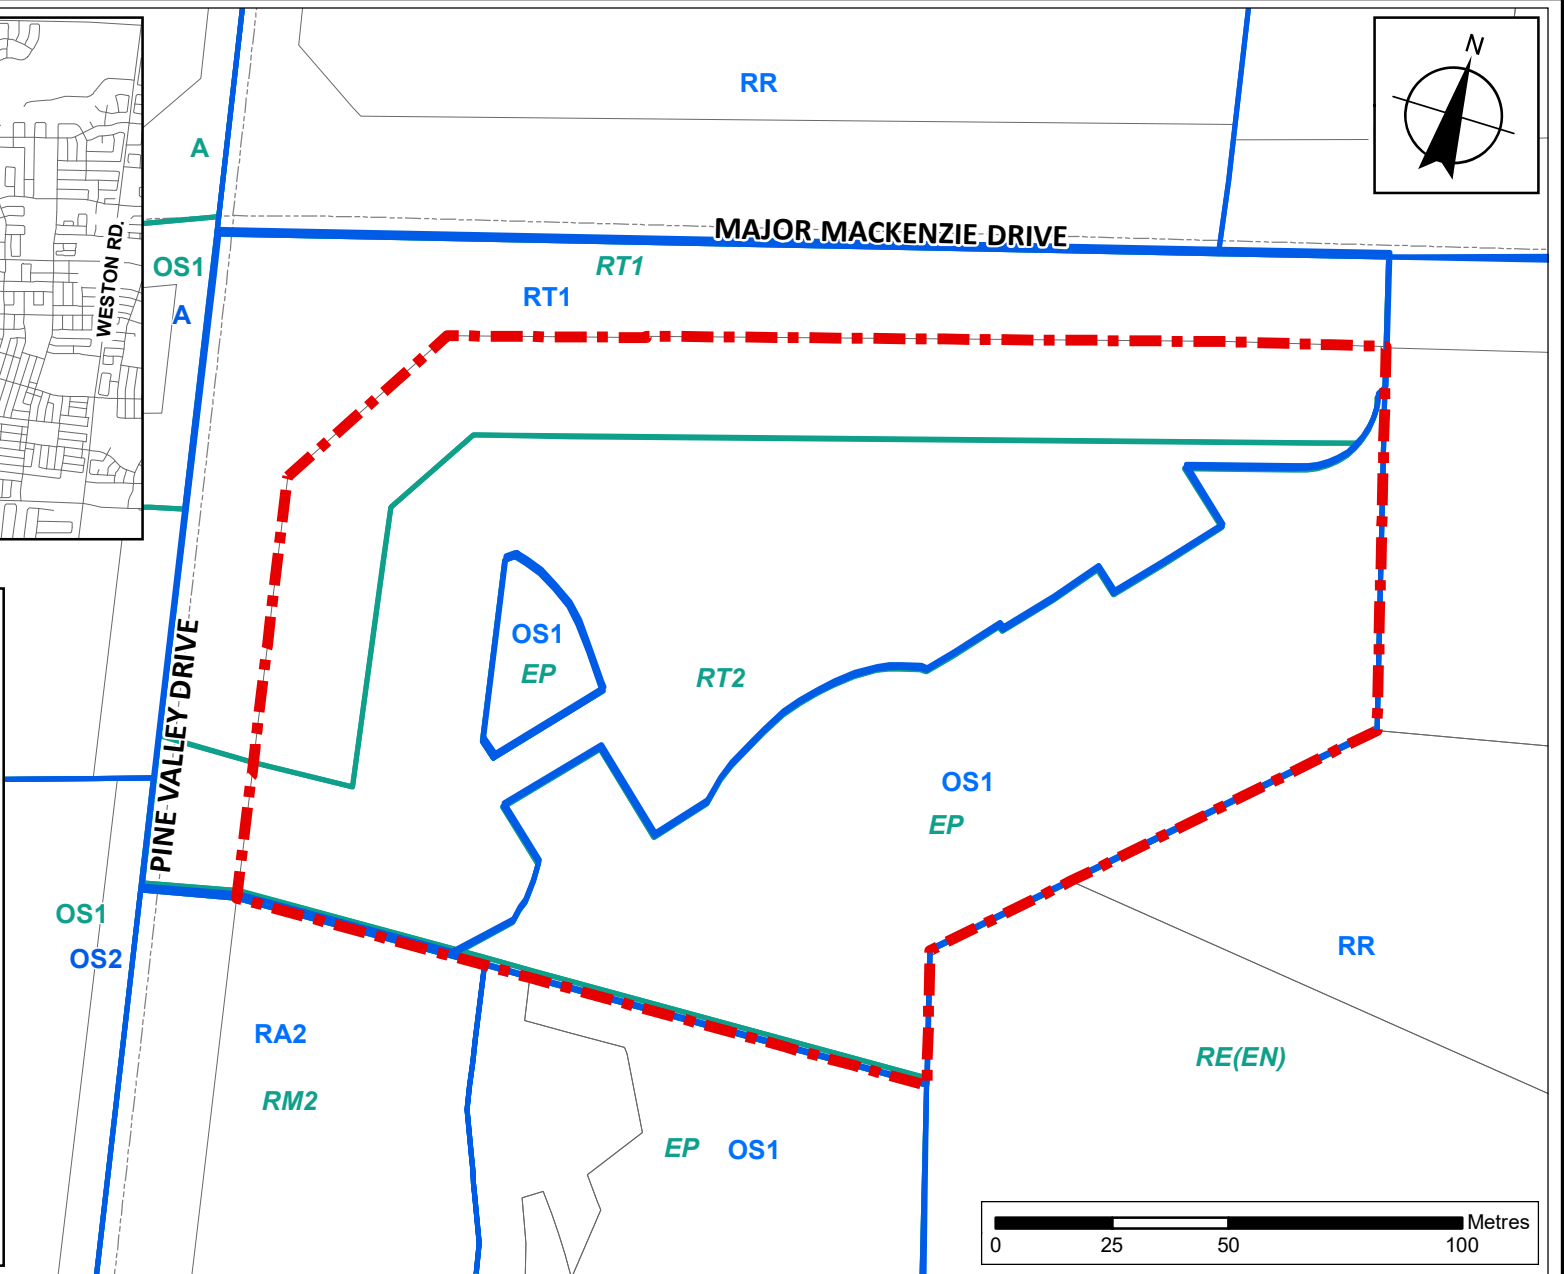 N
RR
A
WESTON RD.
MAJOR MACKENZIE DRIVE
OS1
RT1
RT1
A
OS1
EP
RT2
PINE VALLEY DRIVE
OS1
EP
OS1
OS2
RR
RA2
RE(EN)
RM2
EP OS1
Metres
0 25 50 100